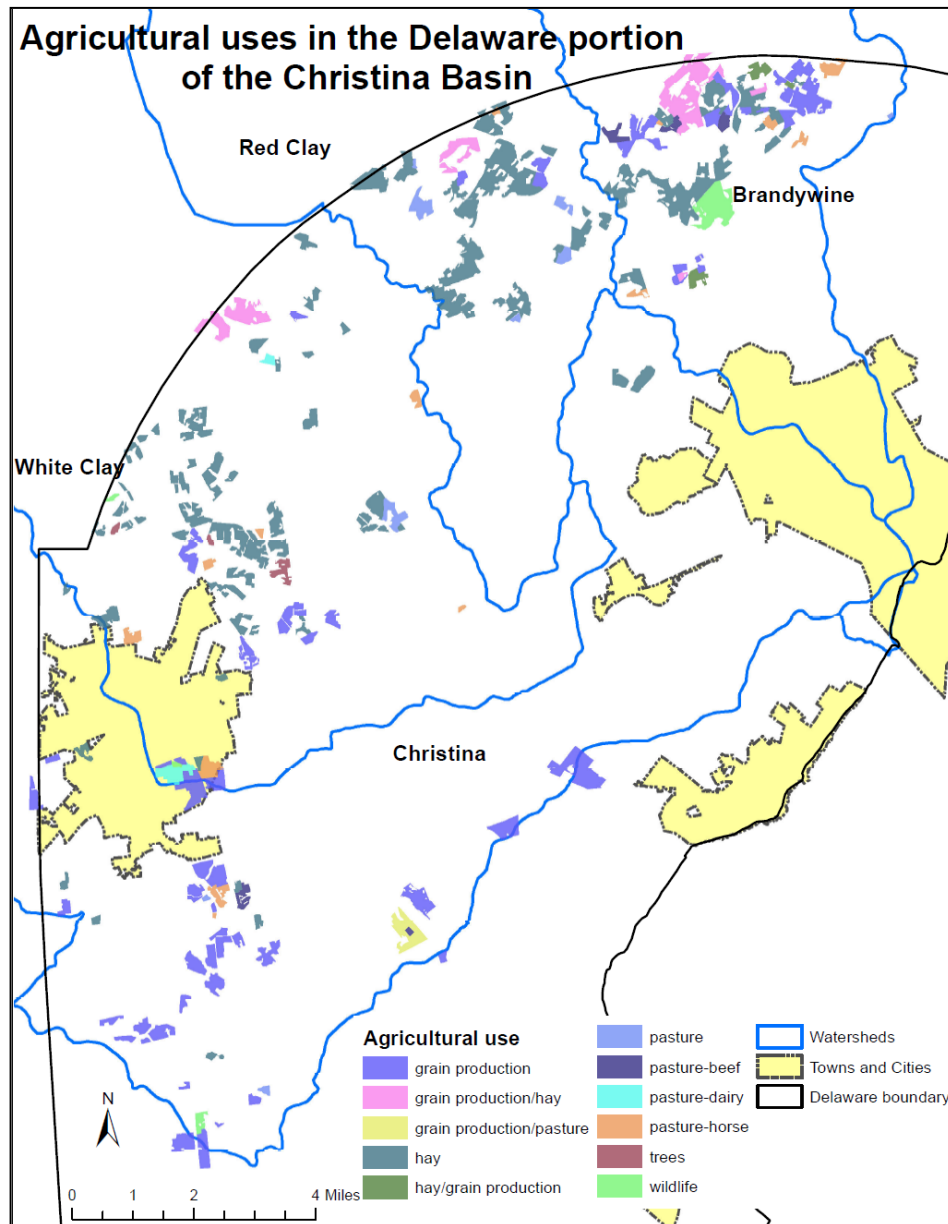 Agricultural uses in the Delaware portion
of the Christina Basin
Red Clay
Brandywine
White Clay
Christina
Agricultural use
grain production
grain production/hay
grain production/pasture
hay
hay/grain production
pasture
pasture-beef
pasture-dairy
pasture-horse
trees
wildlife
Watersheds
Towns and Cities
Delaware boundary
N
0 1 2 4 Miles